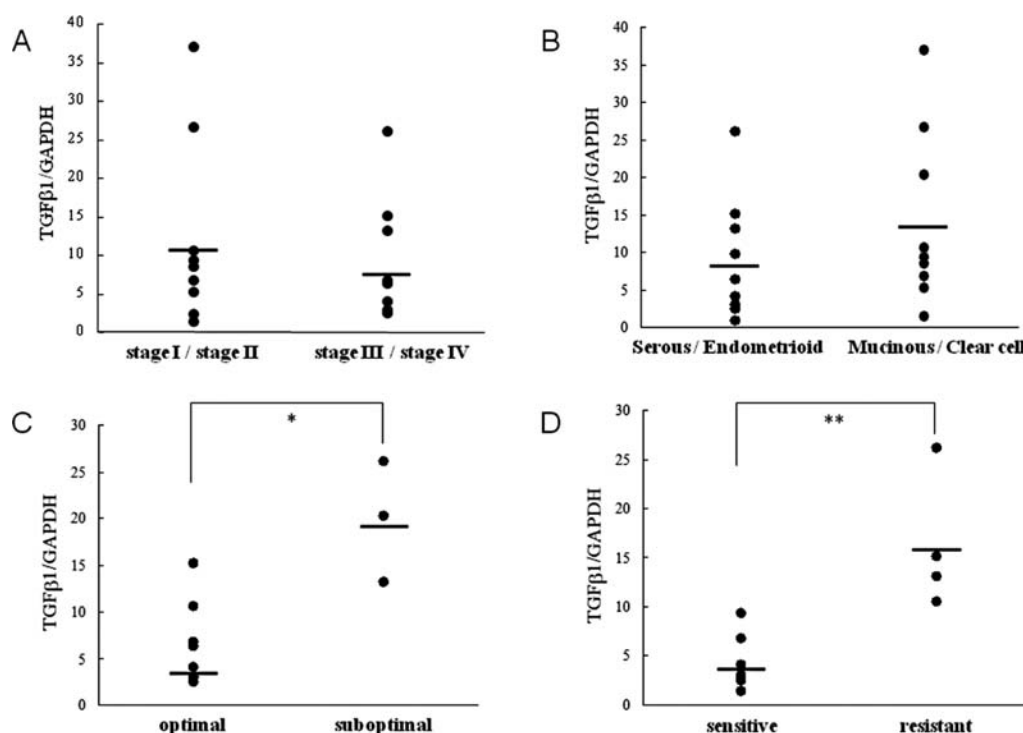 A
TGFβ1/GAPDH
40
35
30
25
20
15
10
5
0
stage I / stage II
stage III / stage IV
B
TGFβ1/GAPDH
40
35
30
25
20
15
10
5
0
Serous / Endometrioid
Mucinous / Clear cell
C
TGFβ1/GAPDH
30
25
20
15
10
5
0
*
optimal
suboptimal
D
TGFβ1/GAPDH
30
25
20
15
10
5
0
**
sensitive
resistant